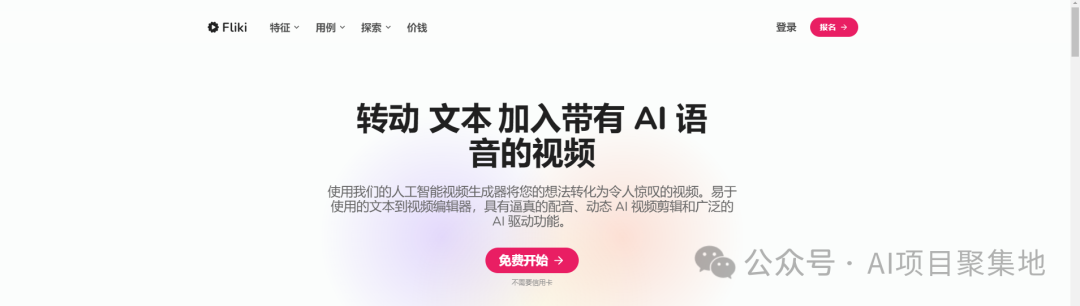 Fliki 特征 用例 探索 价钱 登录 报名 →
转动 文本 加入带有 AI 语
音的视频
使用我们的人工智能视频生成器将您的想法转化为令人惊叹的视频。易于
使用的文本到视频编辑器，具有逼真的配音、动态 AI 视频剪辑和广泛的
AI 驱动功能。
免费开始 →
不需要信用卡
公众号 · AI项目聚集地